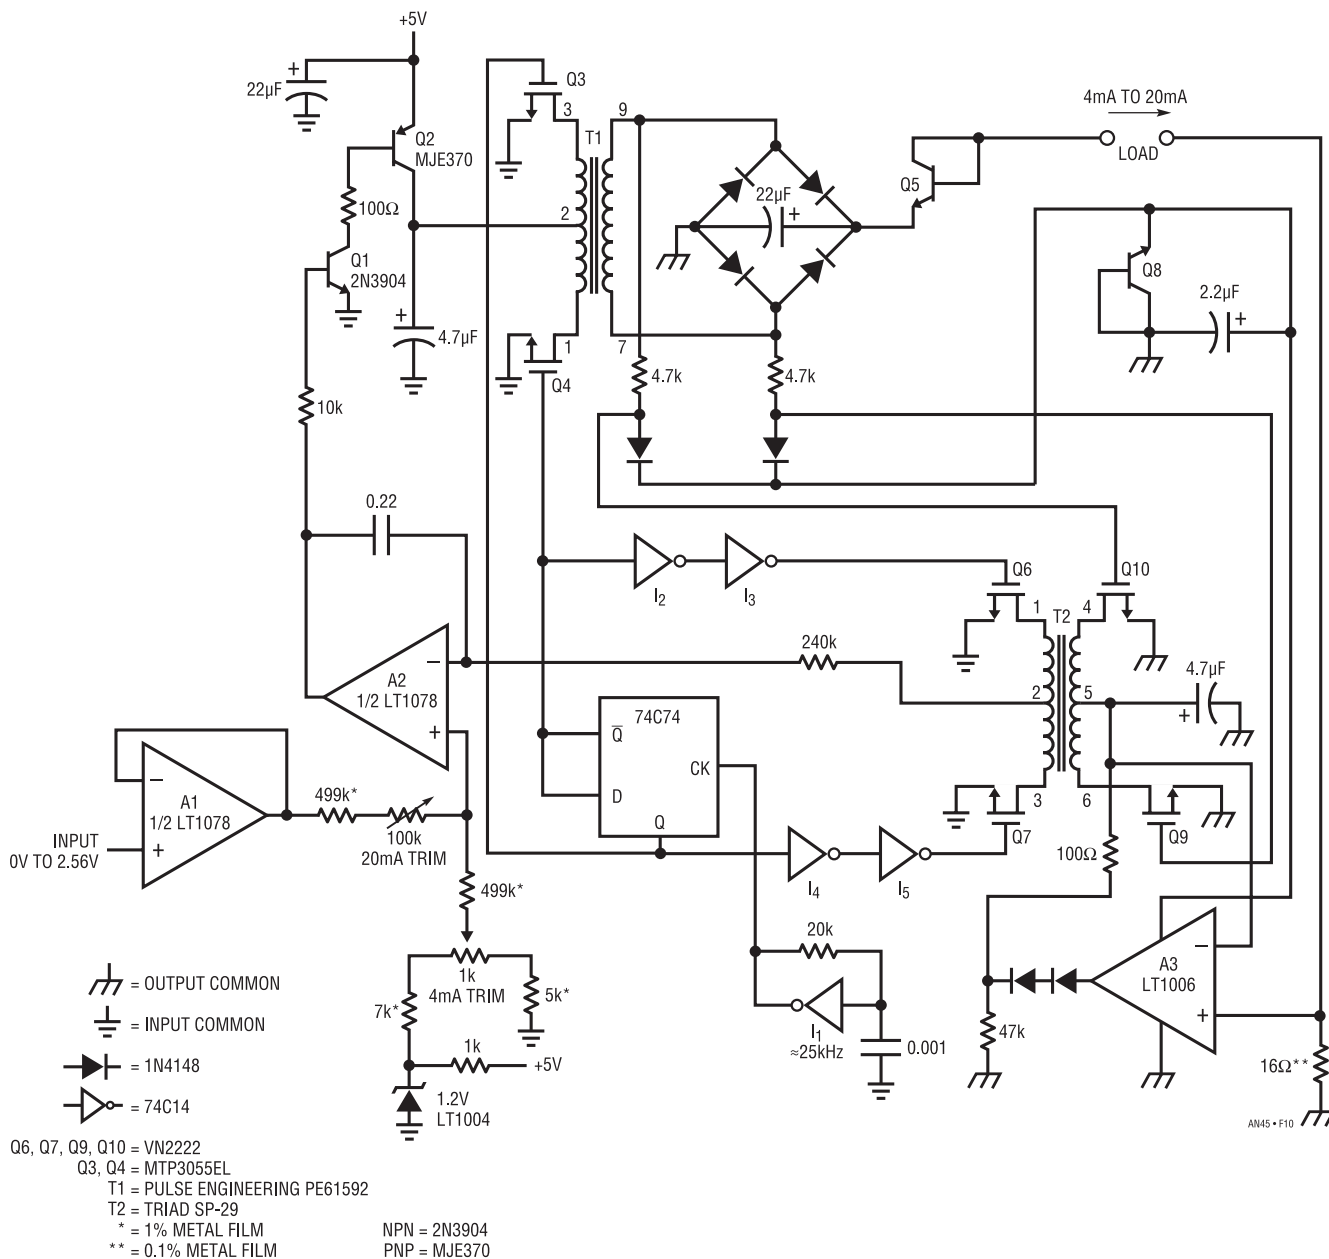 +5V
22µF
+
Q2
MJE370
100Ω
Q1
2N3904
+
4.7µF
10k
Q3
3
T1
9
2
1
7
Q4
22µF
+
Q5
4mA TO 20mA
LOAD
Q8
2.2µF
+
4.7k
4.7k
0.22
I2
I3
Q6
Q10
1
T2
4
240k
4.7µF
2
5
+
−
A2
1/2 LT1078
+
74C74
Q̅
CK
D
Q
3
6
Q7
Q9
−
A1
1/2 LT1078
+
INPUT
0V TO 2.56V
499k*
100k
20mA TRIM
499k*
I4
I5
100Ω
20k
−
A3
LT1006
+
1k
4mA TRIM
7k*
5k*
1k
+5V
I1
≈25kHz
0.001
47k
16Ω**
1.2V
LT1004
AN45 • F10
= OUTPUT COMMON
= INPUT COMMON
= 1N4148
= 74C14
Q6, Q7, Q9, Q10 = VN2222
Q3, Q4 = MTP3055EL
T1 = PULSE ENGINEERING PE61592
T2 = TRIAD SP-29
* = 1% METAL FILM
** = 0.1% METAL FILM
NPN = 2N3904
PNP = MJE370